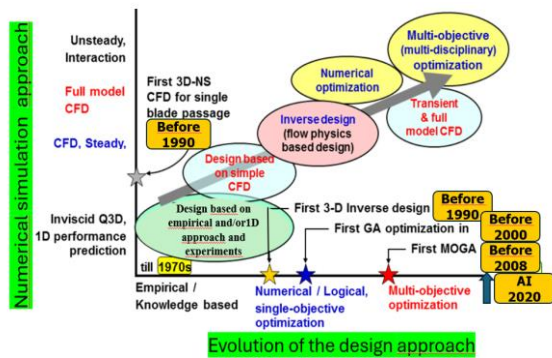 Numerical simulation approach
Unsteady,
Interaction
Full model
CFD
CFD, Steady,
Inviscid Q3D,
1D performance
prediction
First 3D-NS
CFD for single
blade passage
Before
1990
Multi-objective
(multi-disciplinary)
optimization
Numerical
optimization
Inverse design
(flow physics
based design)
Transient
& full
model CFD
Design based
on simple
CFD
Design based on
empirical and/or1D
approach and
experiments
First 3-D Inverse design
Before
1990
First GA optimization in
Before
2000
First MOGA
Before
2008
AI
2020
till 1970s
Empirical /
Knowledge based
Numerical / Logical,
single-objective
optimization
Multi-objective
optimization
Evolution of the design approach